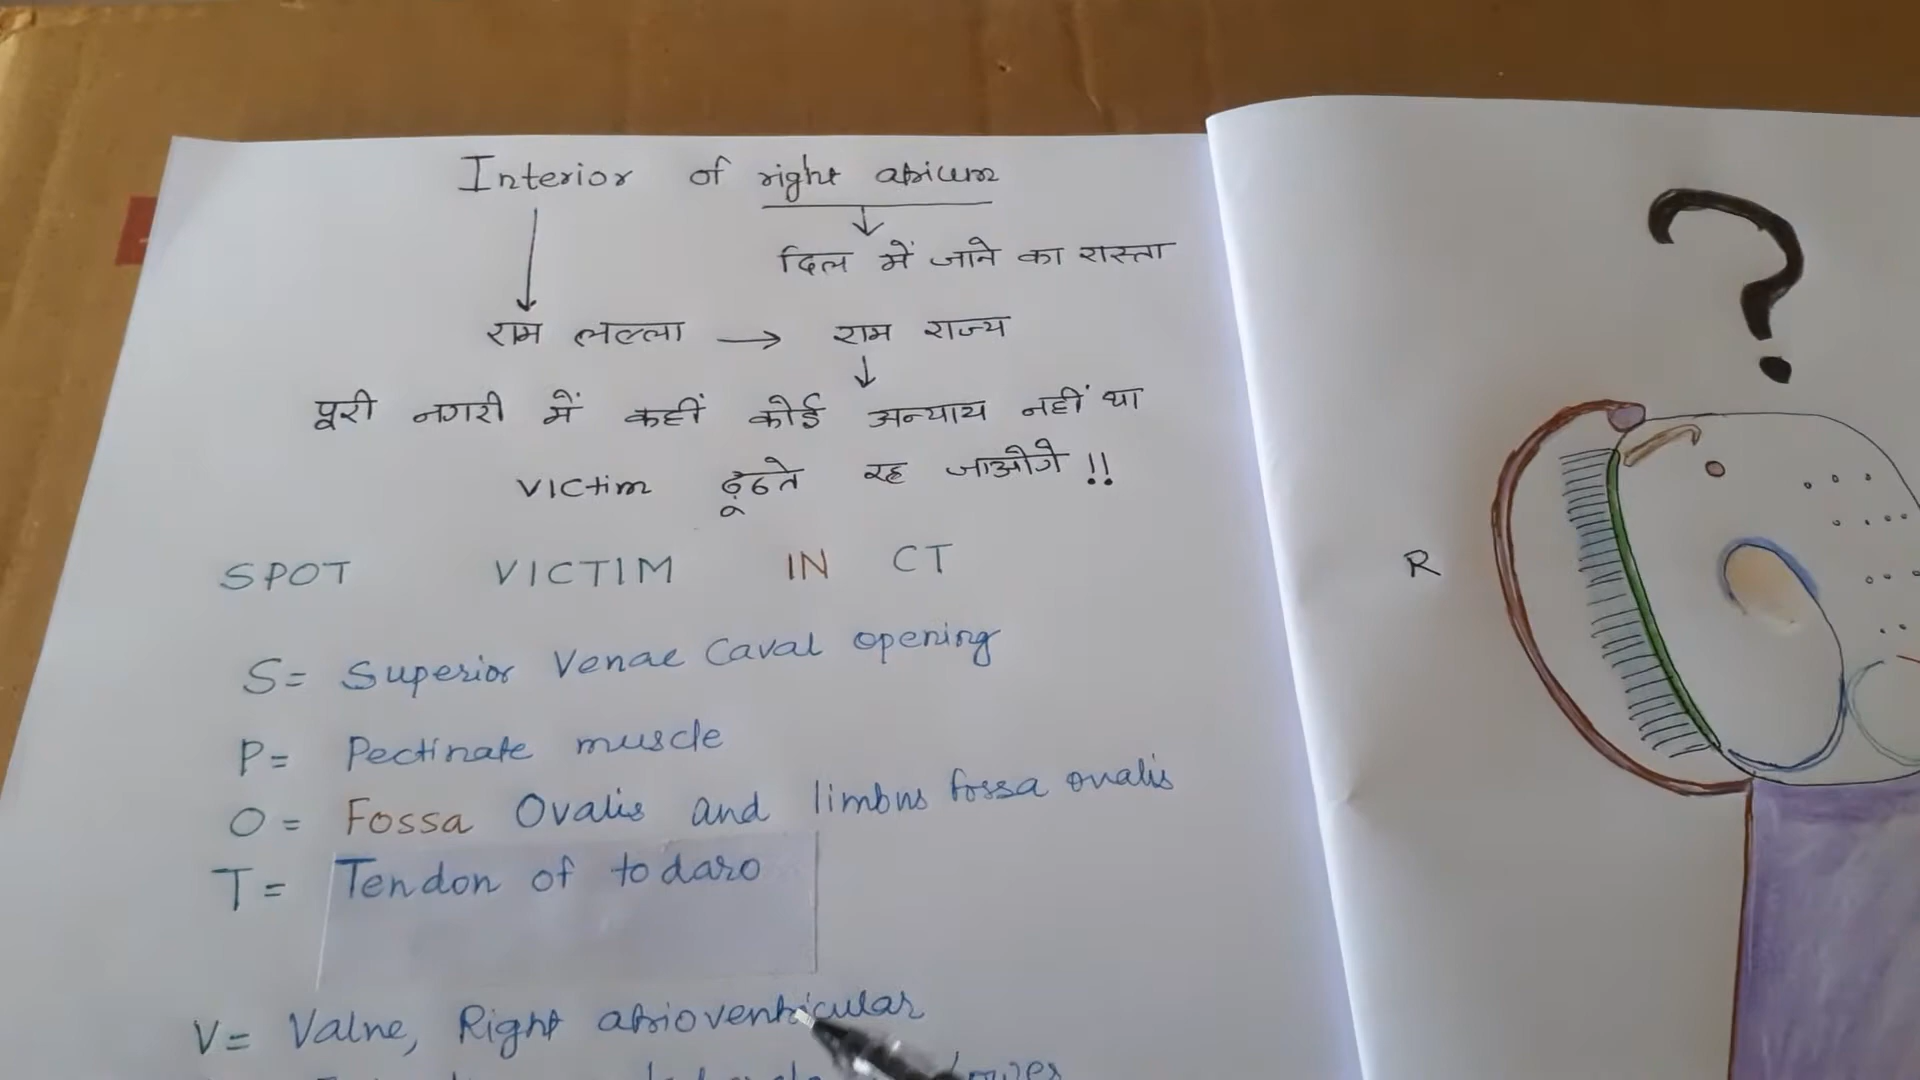 Interior of right atrium
दिल में जाने का रास्ता
राम लल्ला → राम राज्य
पूरी नगरी में कहीं कोई अन्याय नहीं था
VICtim ढूंढते रह जाओगे !!
SPOT VICTIM IN CT
S= Superior Venae Caval opening
P= Pectinate muscle
O= Fossa Ovalis and limbus fossa ovalis
T= Tendon of todaro
V= Valve, Right atrioventricular
lower
?
R